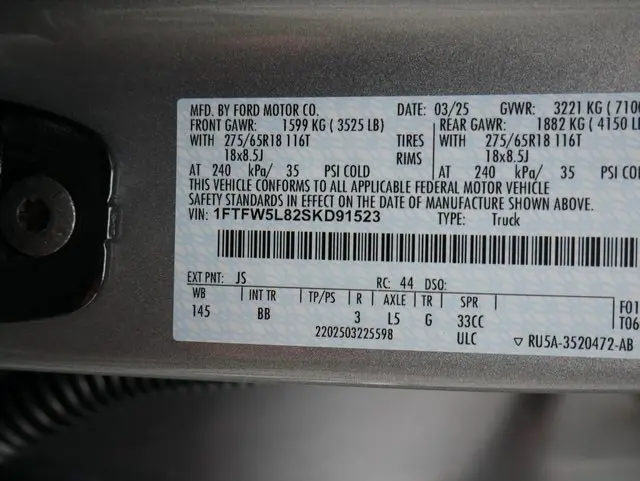 MFD. BY FORD MOTOR CO. DATE: 03/25 GVWR: 3221 KG ( 7100
FRONT GAWR: 1599 KG ( 3525 LB) REAR GAWR: 1882 KG ( 4150 LB
WITH 275/65R18 116T TIRES WITH 275/65R18 116T
18x8.5J RIMS 18x8.5J
AT 240 kPa/ 35 PSI COLD AT 240 kPa/ 35 PSI COL
THIS VEHICLE CONFORMS TO ALL APPLICABLE FEDERAL MOTOR VEHICLE
SAFETY STANDARDS IN EFFECT ON THE DATE OF MANUFACTURE SHOWN ABOVE.
VIN: 1FTFW5L82SKD91523 TYPE: Truck
EXT PNT: JS RC: 44 DSO:
WB INT TR TP/PS R AXLE TR SPR
145 BB 3 L5 G 33CC
2202503225598 ULC
F01
T06
▽ RU5A-3520472-AB